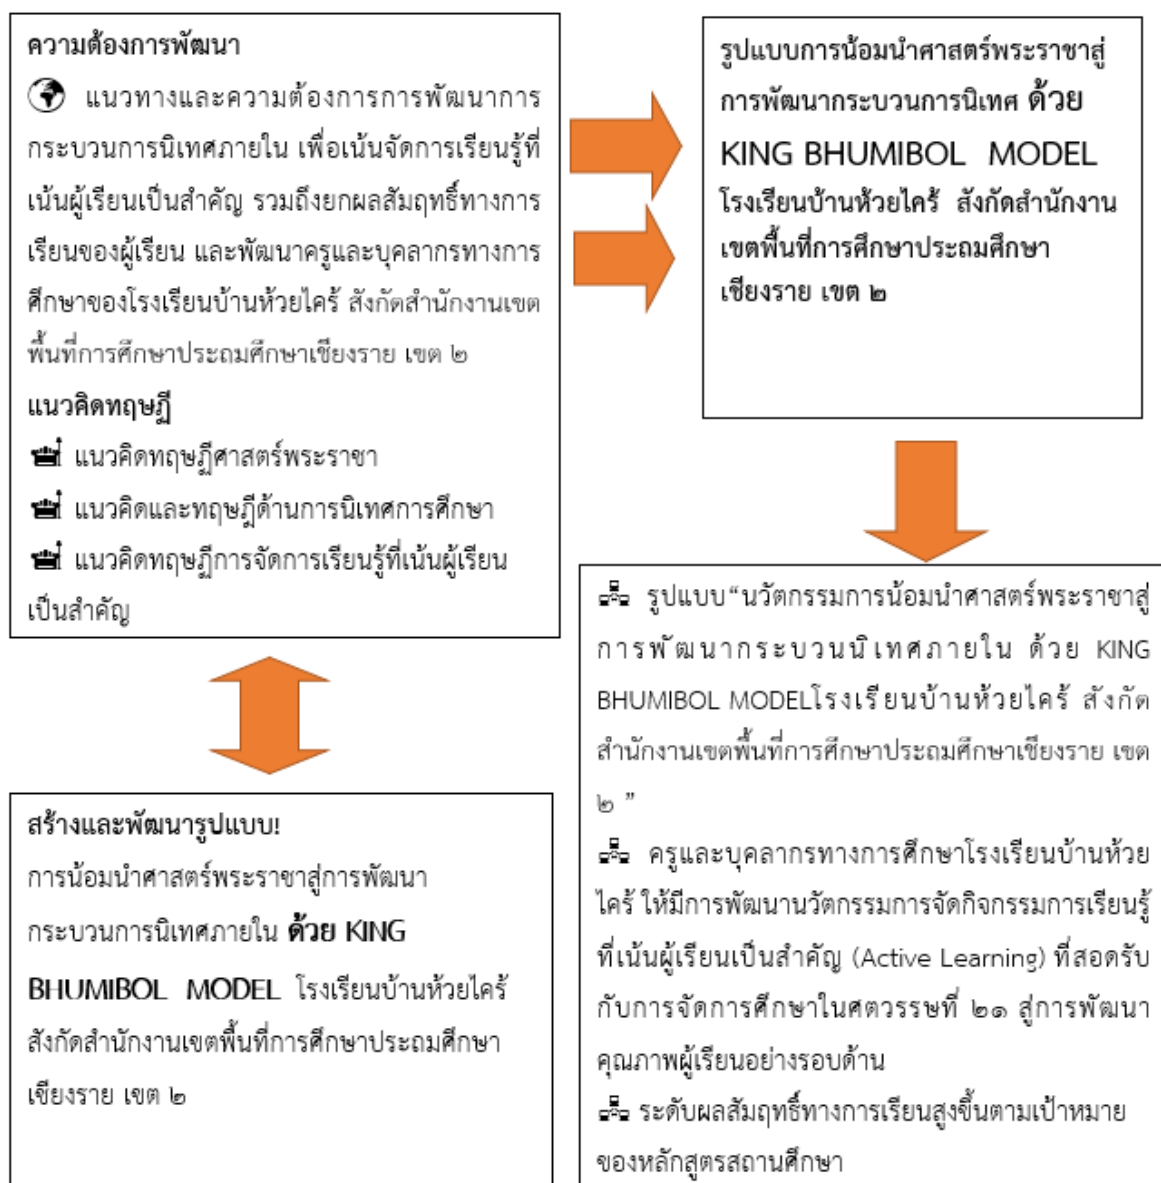 ความต้องการพัฒนา
แนวทางและความต้องการการพัฒนาการ
กระบวนการนิเทศภายใน เพื่อเน้นจัดการเรียนรู้ที่
เน้นผู้เรียนเป็นสำคัญ รวมถึงยกผลสัมฤทธิ์ทางการ
เรียนของผู้เรียน และพัฒนาครูและบุคลากรทางการ
ศึกษาของโรงเรียนบ้านห้วยไคร้ สังกัดสำนักงานเขต
พื้นที่การศึกษาประถมศึกษาเชียงราย เขต ๒
แนวคิดทฤษฎี
แนวคิดทฤษฎีศาสตร์พระราชา
แนวคิดและทฤษฎีด้านการนิเทศการศึกษา
แนวคิดทฤษฎีการจัดการเรียนรู้ที่เน้นผู้เรียน
เป็นสำคัญ
รูปแบบการน้อมนำศาสตร์พระราชาสู่
การพัฒนากระบวนการนิเทศ ด้วย
KING BHUMIBOL MODEL
โรงเรียนบ้านห้วยไคร้ สังกัดสำนักงาน
เขตพื้นที่การศึกษาประถมศึกษา
เชียงราย เขต ๒
สร้างและพัฒนารูปแบบ!
การน้อมนำศาสตร์พระราชาสู่การพัฒนา
กระบวนการนิเทศภายใน ด้วย KING
BHUMIBOL MODEL โรงเรียนบ้านห้วยไคร้
สังกัดสำนักงานเขตพื้นที่การศึกษาประถมศึกษา
เชียงราย เขต ๒
รูปแบบ“นวัตกรรมการน้อมนำศาสตร์พระราชาสู่
การพัฒนากระบวนนิเทศภายใน ด้วย KING
BHUMIBOL MODELโรงเรียนบ้านห้วยไคร้ สังกัด
สำนักงานเขตพื้นที่การศึกษาประถมศึกษาเชียงราย เขต
๒ ”
ครูและบุคลากรทางการศึกษาโรงเรียนบ้านห้วย
ไคร้ ให้มีการพัฒนานวัตกรรมการจัดกิจกรรมการเรียนรู้
ที่เน้นผู้เรียนเป็นสำคัญ (Active Learning) ที่สอดรับ
กับการจัดการศึกษาในศตวรรษที่ ๒๑ สู่การพัฒนา
คุณภาพผู้เรียนอย่างรอบด้าน
ระดับผลสัมฤทธิ์ทางการเรียนสูงขึ้นตามเป้าหมาย
ของหลักสูตรสถานศึกษา